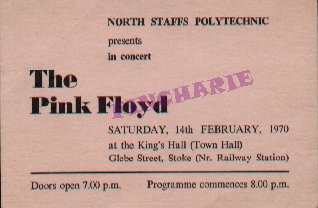 NORTH STAFFS POLYTECHNIC
presents
in concert
The
Pink Floyd
SATURDAY, 14th FEBRUARY, 1970
at the King's Hall (Town Hall)
Glebe Street, Stoke (Nr. Railway Station)
Doors open 7.00 p.m. Programme commences 8.00 p.m.